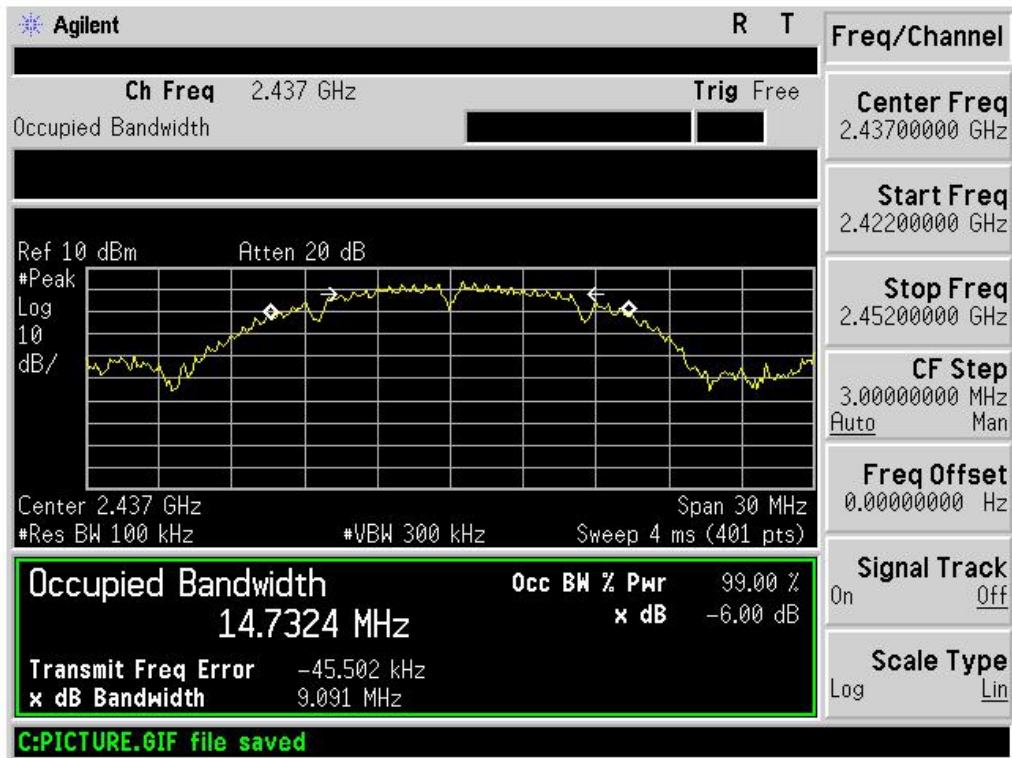 Agilent R T
Ch Freq 2.437 GHz Trig Free
Occupied Bandwidth
Ref 10 dBm Atten 20 dB
#Peak
Log
10
dB/
Center 2.437 GHz Span 30 MHz
#Res BW 100 kHz #VBW 300 kHz Sweep 4 ms (401 pts)
Occupied Bandwidth Occ BW % Pwr 99.00 %
14.7324 MHz x dB -6.00 dB
Transmit Freq Error -45.502 kHz
x dB Bandwidth 9.091 MHz
C:PICTURE.GIF file saved
Freq/Channel
Center Freq
2.43700000 GHz
Start Freq
2.42200000 GHz
Stop Freq
2.45200000 GHz
CF Step
3.00000000 MHz
Auto Man
Freq Offset
0.00000000 Hz
Signal Track
On Off
Scale Type
Log Lin